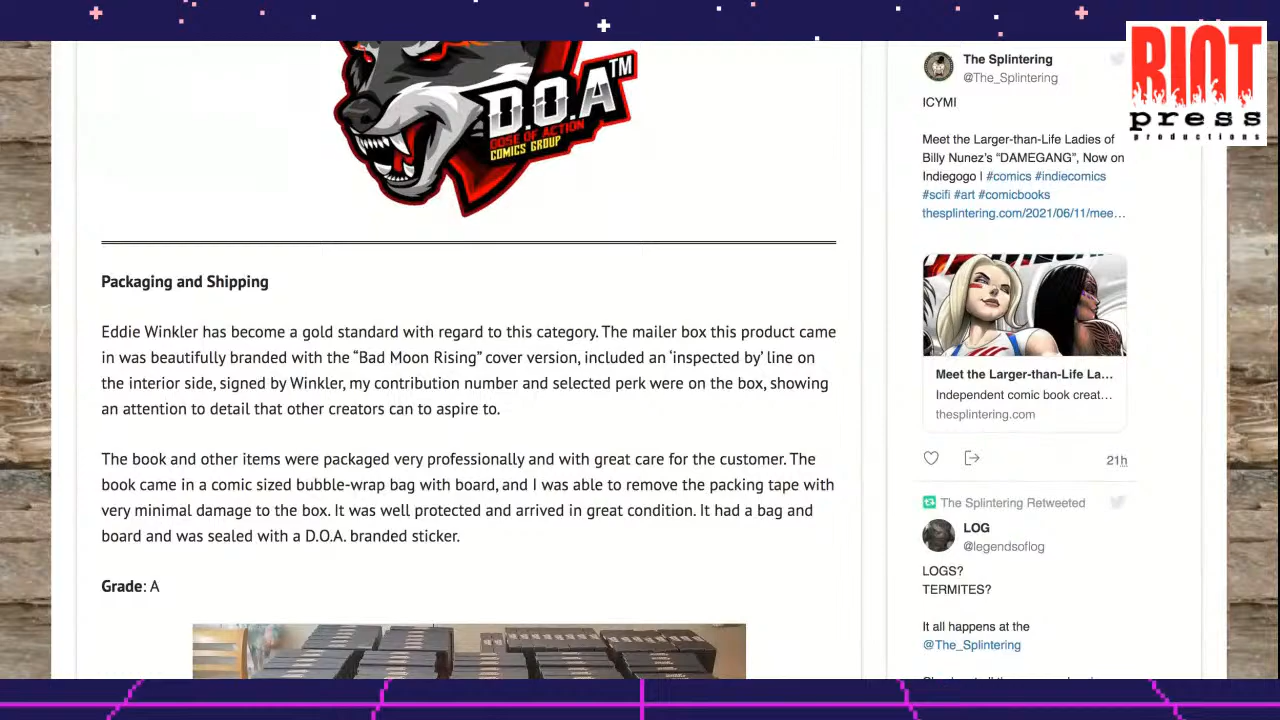 D.O.A™
DOSE OF ACTION
COMICS GROUP
Packaging and Shipping
Eddie Winkler has become a gold standard with regard to this category. The mailer box this product came
in was beautifully branded with the “Bad Moon Rising” cover version, included an ‘inspected by’ line on
the interior side, signed by Winkler, my contribution number and selected perk were on the box, showing
an attention to detail that other creators can to aspire to.
The book and other items were packaged very professionally and with great care for the customer. The
book came in a comic sized bubble-wrap bag with board, and I was able to remove the packing tape with
very minimal damage to the box. It was well protected and arrived in great condition. It had a bag and
board and was sealed with a D.O.A. branded sticker.
Grade: A
RIOT
press
productions
The Splintering
@The_Splintering
ICYMI
Meet the Larger-than-Life Ladies of
Billy Nunez’s “DAMEGANG”, Now on
Indiegogo | #comics #indiecomics
#scifi #art #comicbooks
thesplintering.com/2021/06/11/mee…
Meet the Larger-than-Life La…
Independent comic book creat…
thesplintering.com
21h
The Splintering Retweeted
LOG
@legendsoflog
LOGS?
TERMITES?
It all happens at the
@The_Splintering